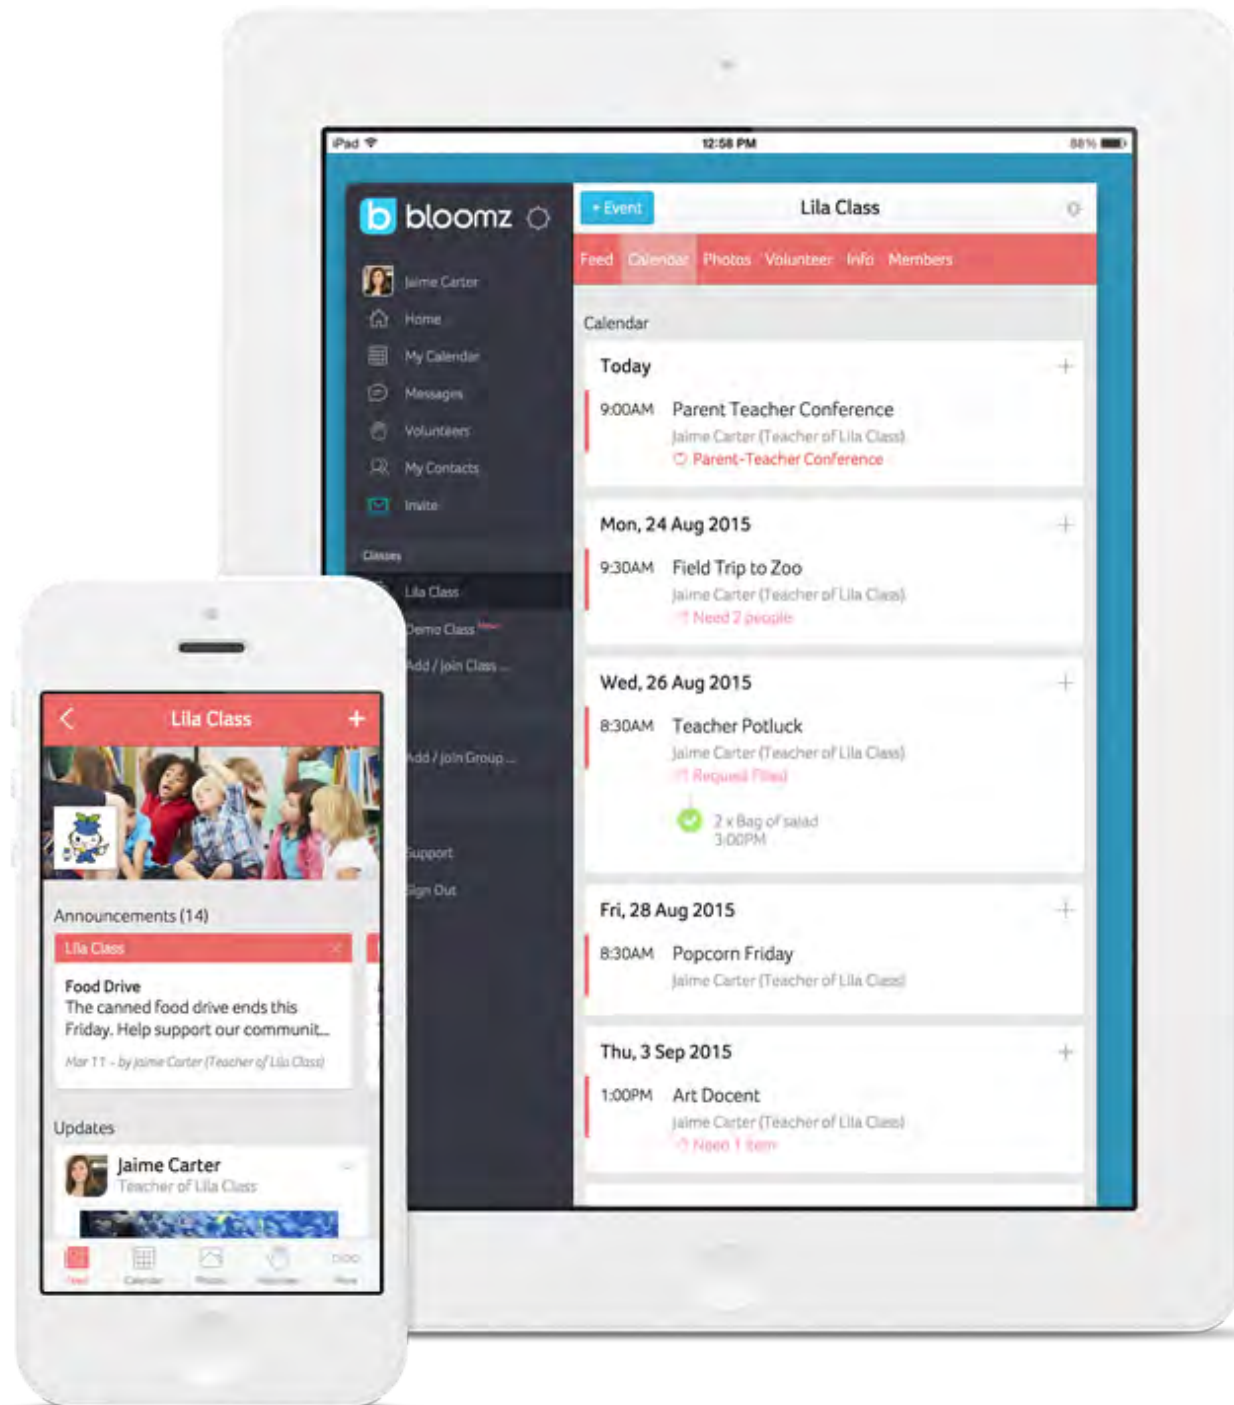 iPad
12:58 PM
88%
bloomz
+ Event
Lila Class
Feed
Calendar
Photos
Volunteer
Info
Members
Jaime Carter
Home
My Calendar
Messages
Volunteers
My Contacts
Invite
Classes
Lila Class
Demo Class
Add / Join Class ...
Add / Join Group ...
Support
Sign Out
Calendar
Today
9:00AM Parent Teacher Conference
Jaime Carter (Teacher of Lila Class)
Parent-Teacher Conference
Mon, 24 Aug 2015
9:30AM Field Trip to Zoo
Jaime Carter (Teacher of Lila Class)
Need 2 people
Wed, 26 Aug 2015
8:30AM Teacher Potluck
Jaime Carter (Teacher of Lila Class)
Request Filled
2 x Bag of salad
3:00PM
Fri, 28 Aug 2015
8:30AM Popcorn Friday
Jaime Carter (Teacher of Lila Class)
Thu, 3 Sep 2015
1:00PM Art Docent
Jaime Carter (Teacher of Lila Class)
Need 1 item
Lila Class
Announcements (14)
Lila Class
Food Drive
The canned food drive ends this
Friday. Help support our communit...
Mar 11 - by Jaime Carter (Teacher of Lila Class)
Updates
Jaime Carter
Teacher of Lila Class
Feed
Calendar
Photos
Volunteer
More